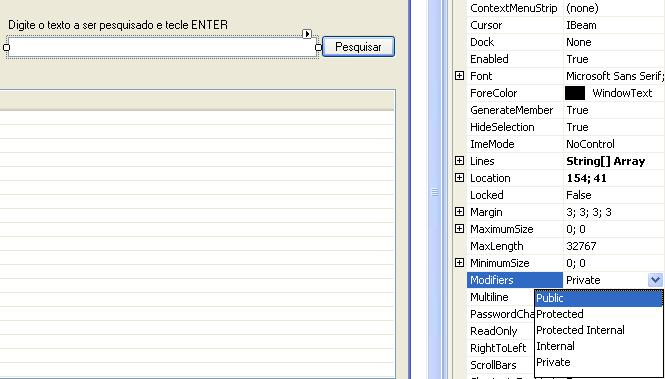 Digite o texto a ser pesquisado e tecle ENTER
Pesquisar
ContextMenuStrip (none)
Cursor IBeam
Dock None
Enabled True
Font Microsoft Sans Serif;
ForeColor WindowText
GenerateMember True
HideSelection True
ImeMode NoControl
Lines String[] Array
Location 154; 41
Locked False
Margin 3; 3; 3; 3
MaximumSize 0; 0
MaxLength 32767
MinimumSize 0; 0
Modifiers Private
Multiline Public
PasswordCha Protected
ReadOnly Protected Internal
RightToLeft Internal
ScrollBars Private